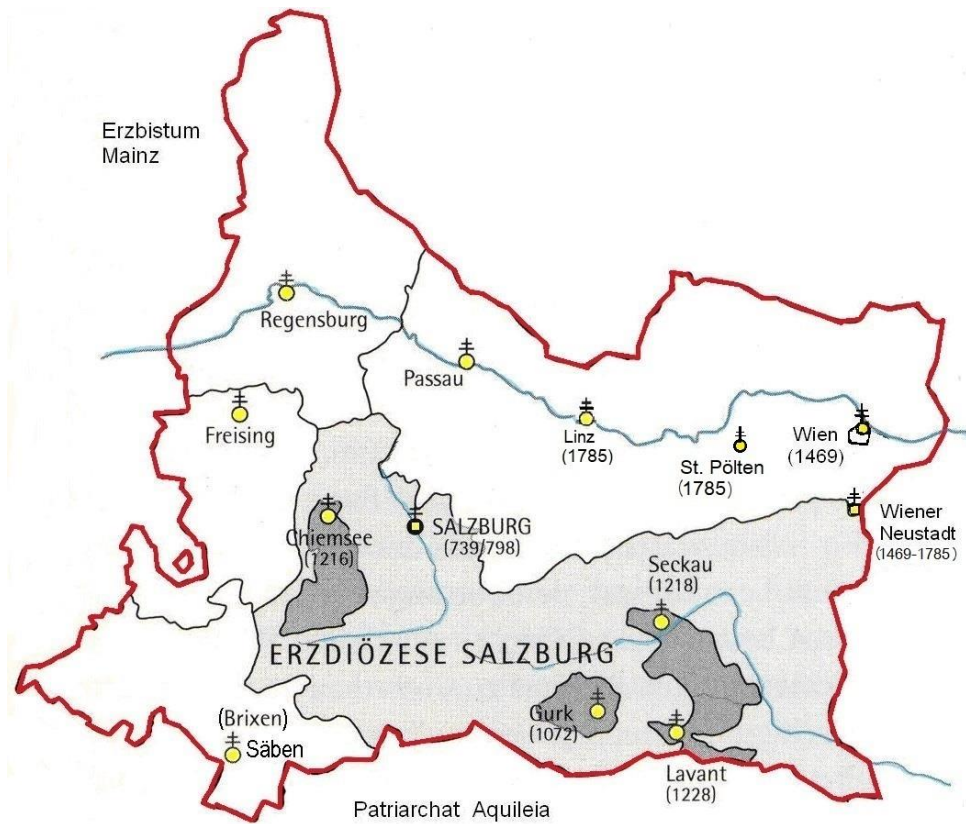 Erzbistum
Mainz
Regensburg
Passau
Freising
Linz
(1785)
St. Pölten
(1785)
Wien
(1469)
Wiener
Neustadt
(1469-1785)
Chiemsee
(1216)
SALZBURG
(739/798)
Seckau
(1218)
ERZDIÖZESE SALZBURG
Gurk
(1072)
(Brixen)
Säben
Lavant
(1228)
Patriarchat Aquileia